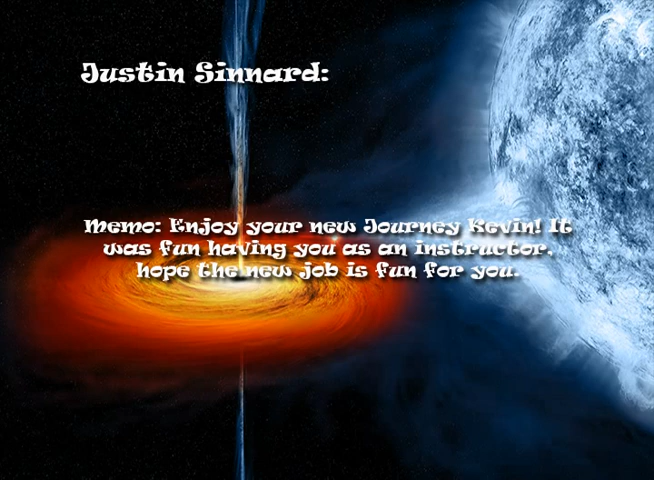 Justin Sinnard:
Memo: Enjoy your new Journey Kevin! It
was fun having you as an instructor,
hope the new job is fun for you.